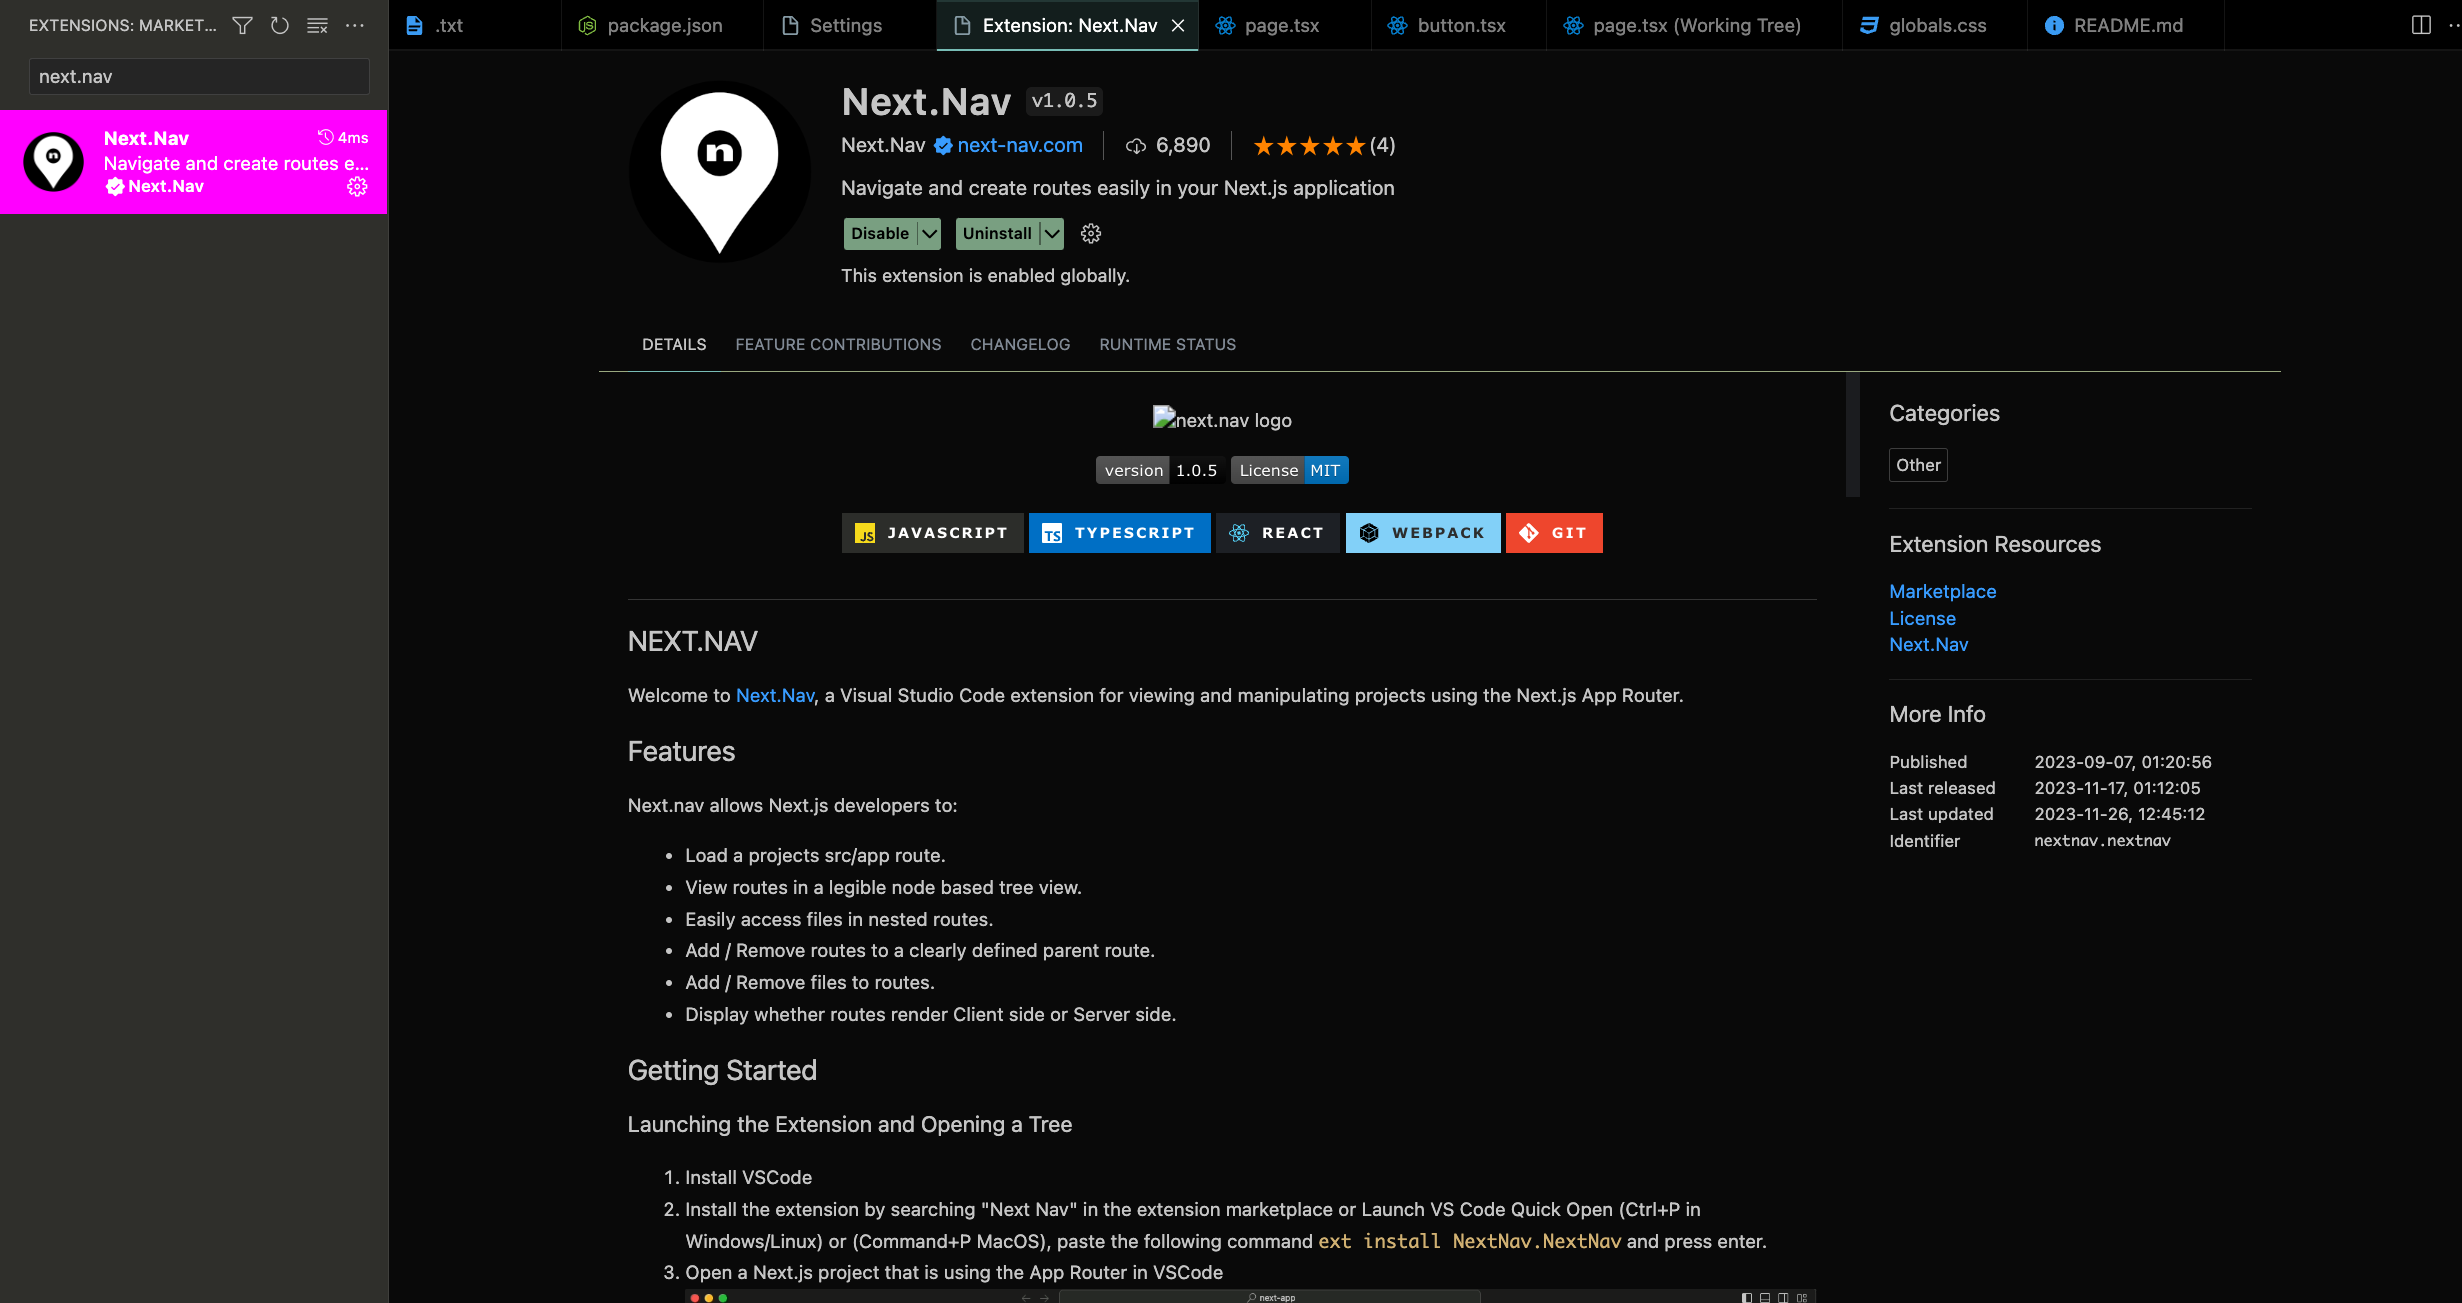 EXTENSIONS: MARKET...
next.nav
Next.Nav
4ms
Navigate and create routes e...
Next.Nav
.txt
package.json
Settings
Extension: Next.Nav
page.tsx
button.tsx
page.tsx (Working Tree)
globals.css
README.md
n
Next.Nav v1.0.5
Next.Nav next-nav.com 6,890 (4)
Navigate and create routes easily in your Next.js application
Disable
Uninstall
This extension is enabled globally.
DETAILS FEATURE CONTRIBUTIONS CHANGELOG RUNTIME STATUS
next.nav logo
version 1.0.5 License MIT
JS JAVASCRIPT TS TYPESCRIPT REACT WEBPACK GIT
NEXT.NAV
Welcome to Next.Nav, a Visual Studio Code extension for viewing and manipulating projects using the Next.js App Router.
Features
Next.nav allows Next.js developers to:
• Load a projects src/app route.
• View routes in a legible node based tree view.
• Easily access files in nested routes.
• Add / Remove routes to a clearly defined parent route.
• Add / Remove files to routes.
• Display whether routes render Client side or Server side.
Getting Started
Launching the Extension and Opening a Tree
1. Install VSCode
2. Install the extension by searching "Next Nav" in the extension marketplace or Launch VS Code Quick Open (Ctrl+P in
Windows/Linux) or (Command+P MacOS), paste the following command ext install NextNav.NextNav and press enter.
3. Open a Next.js project that is using the App Router in VSCode
next-app
Categories
Other
Extension Resources
Marketplace
License
Next.Nav
More Info
Published 2023-09-07, 01:20:56
Last released 2023-11-17, 01:12:05
Last updated 2023-11-26, 12:45:12
Identifier nextnav.nextnav